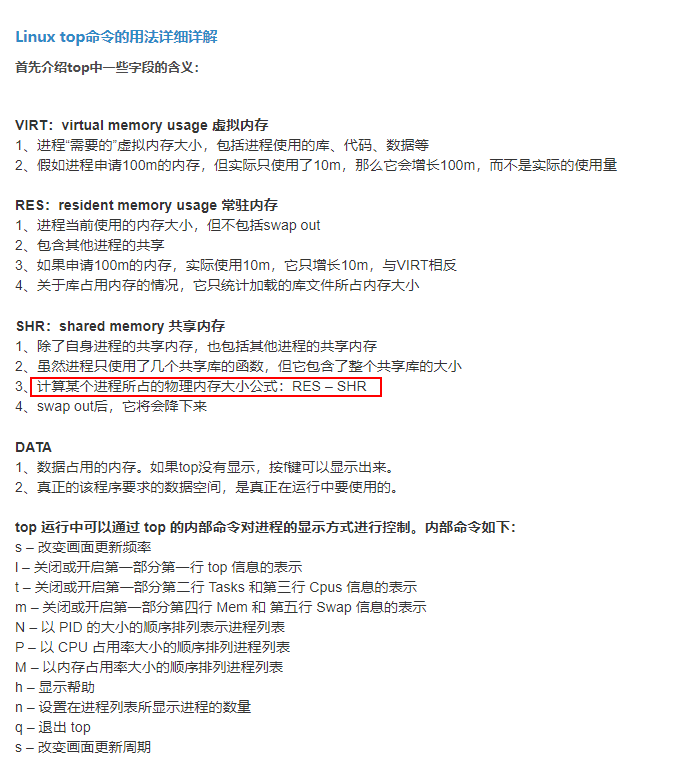 Linux top命令的用法详细详解
首先介绍top中一些字段的含义：
VIRT：virtual memory usage 虚拟内存
1、进程“需要的”虚拟内存大小，包括进程使用的库、代码、数据等
2、假如进程申请100m的内存，但实际只使用了10m，那么它会增长100m，而不是实际的使用量
RES：resident memory usage 常驻内存
1、进程当前使用的内存大小，但不包括swap out
2、包含其他进程的共享
3、如果申请100m的内存，实际使用10m，它只增长10m，与VIRT相反
4、关于库占用内存的情况，它只统计加载的库文件所占内存大小
SHR：shared memory 共享内存
1、除了自身进程的共享内存，也包括其他进程的共享内存
2、虽然进程只使用了几个共享库的函数，但它包含了整个共享库的大小
3、计算某个进程所占的物理内存大小公式：RES – SHR
4、swap out后，它将会降下来
DATA
1、数据占用的内存。如果top没有显示，按f键可以显示出来。
2、真正的该程序要求的数据空间，是真正在运行中要使用的。
top 运行中可以通过 top 的内部命令对进程的显示方式进行控制。内部命令如下：
s – 改变画面更新频率
l – 关闭或开启第一部分第一行 top 信息的表示
t – 关闭或开启第一部分第二行 Tasks 和第三行 Cpus 信息的表示
m – 关闭或开启第一部分第四行 Mem 和 第五行 Swap 信息的表示
N – 以 PID 的大小的顺序排列表示进程列表
P – 以 CPU 占用率大小的顺序排列进程列表
M – 以内存占用率大小的顺序排列进程列表
h – 显示帮助
n – 设置在进程列表所显示进程的数量
q – 退出 top
s – 改变画面更新周期